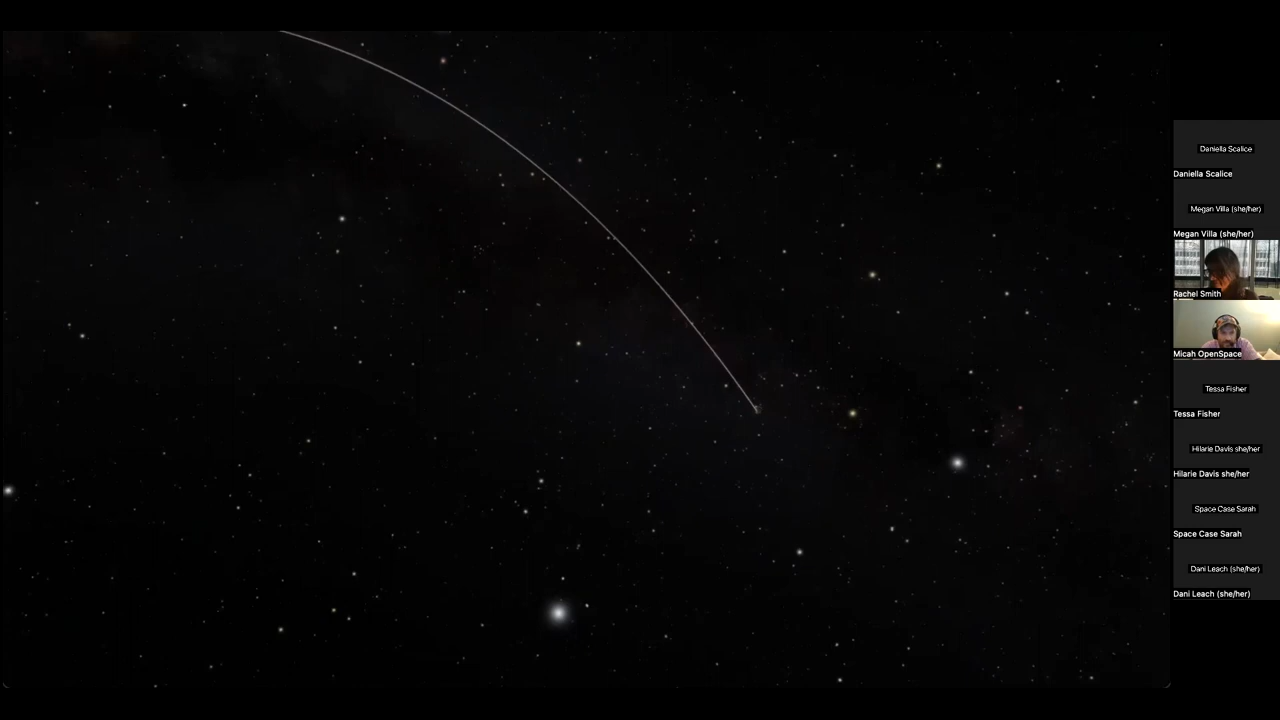 Daniella Scalice
Daniella Scalice
Megan Villa (she/her)
Megan Villa (she/her)
Rachel Smith
Micah OpenSpace
Tessa Fisher
Tessa Fisher
Hilarie Davis she/her
Hilarie Davis she/her
Space Case Sarah
Space Case Sarah
Dani Leach (she/her)
Dani Leach (she/her)